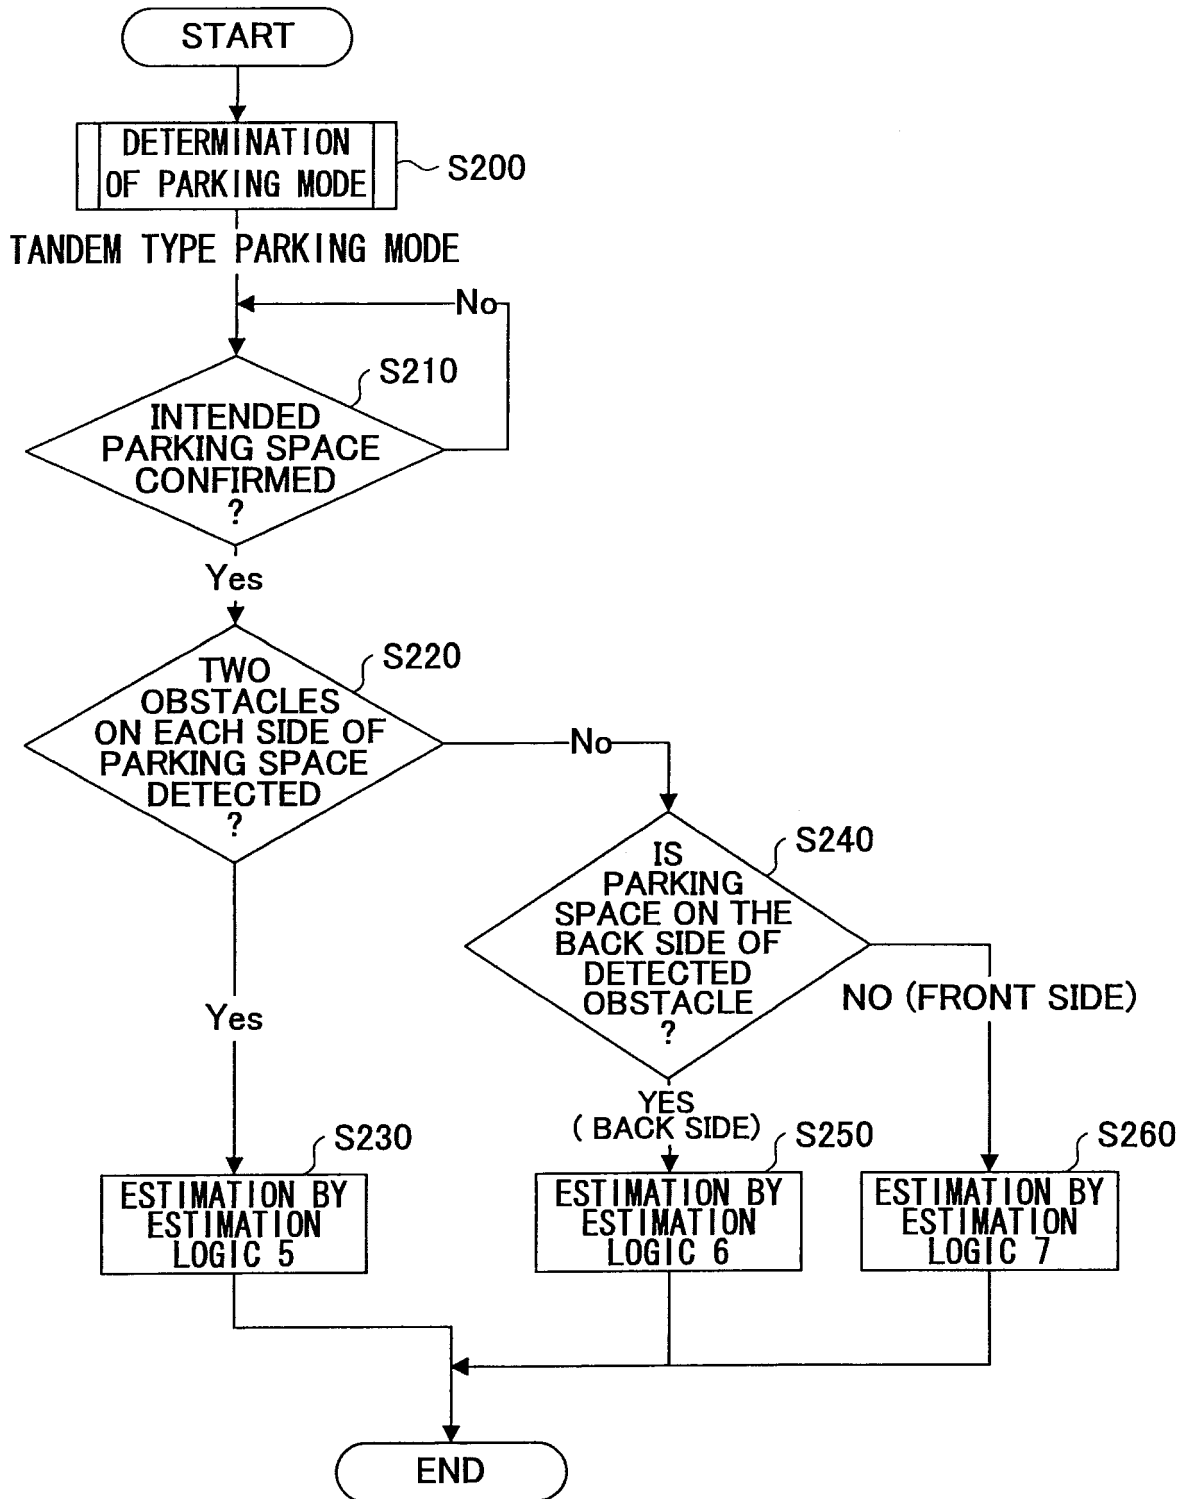 START
DETERMINATION
OF PARKING MODE
S200
TANDEM TYPE PARKING MODE
No
S210
INTENDED
PARKING SPACE
CONFIRMED
?
Yes
S220
TWO
OBSTACLES
ON EACH SIDE OF
PARKING SPACE
DETECTED
?
No
S240
IS
PARKING
SPACE ON THE
BACK SIDE OF
DETECTED
OBSTACLE
?
NO (FRONT SIDE)
Yes
YES
( BACK SIDE)
S230
ESTIMATION BY
ESTIMATION
LOGIC 5
S250
ESTIMATION BY
ESTIMATION
LOGIC 6
S260
ESTIMATION BY
ESTIMATION
LOGIC 7
END